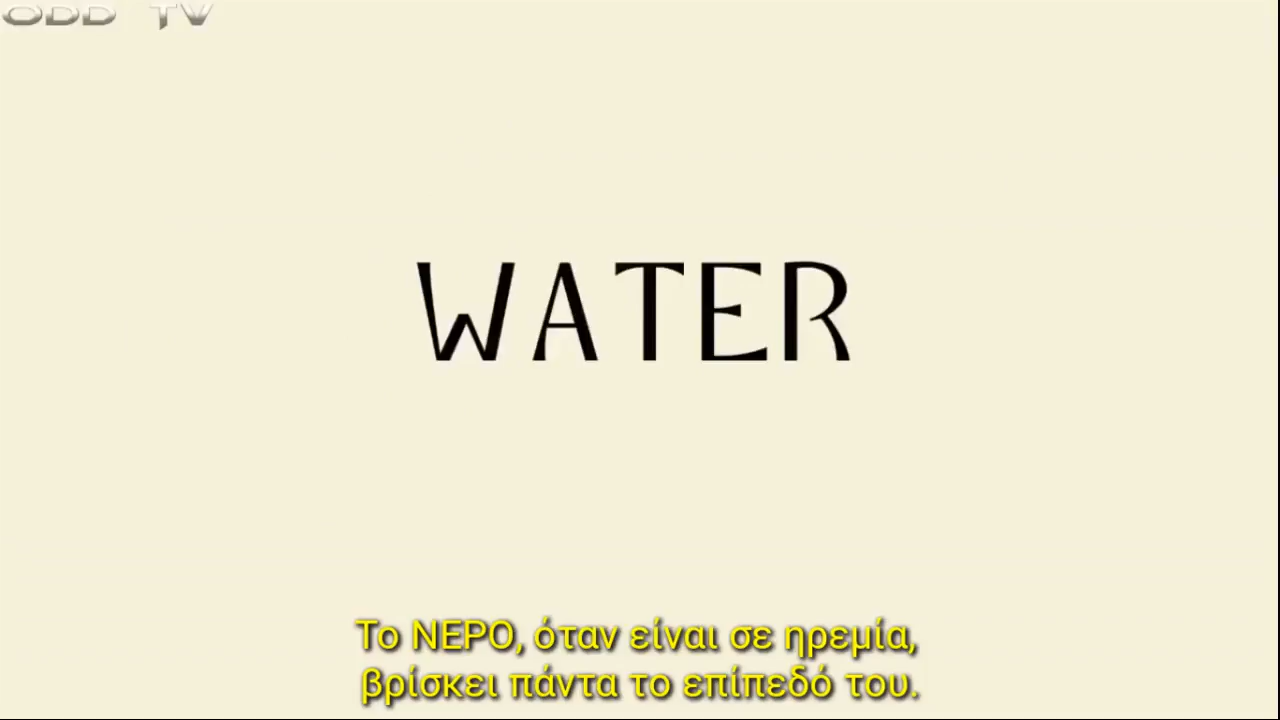 ODD TV
WATER
Το ΝΕΡΟ, όταν είναι σε ηρεμία,
βρίσκει πάντα το επίπεδό του.